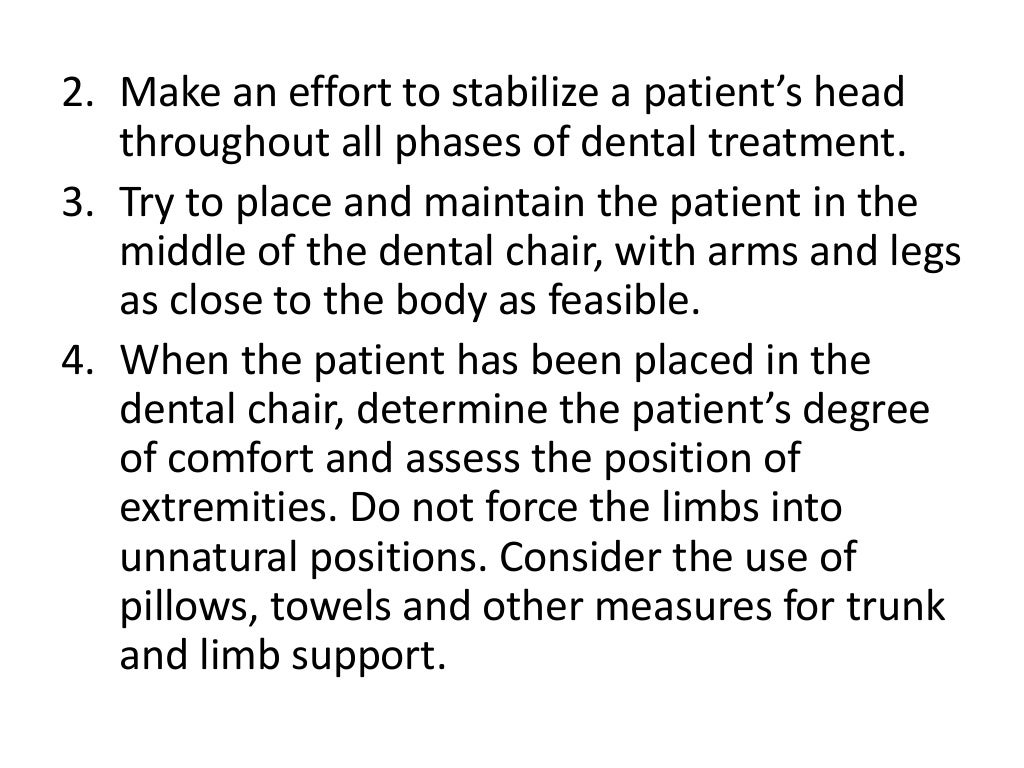 2. Make an effort to stabilize a patient’s head
throughout all phases of dental treatment.
3. Try to place and maintain the patient in the
middle of the dental chair, with arms and legs
as close to the body as feasible.
4. When the patient has been placed in the
dental chair, determine the patient’s degree
of comfort and assess the position of
extremities. Do not force the limbs into
unnatural positions. Consider the use of
pillows, towels and other measures for trunk
and limb support.